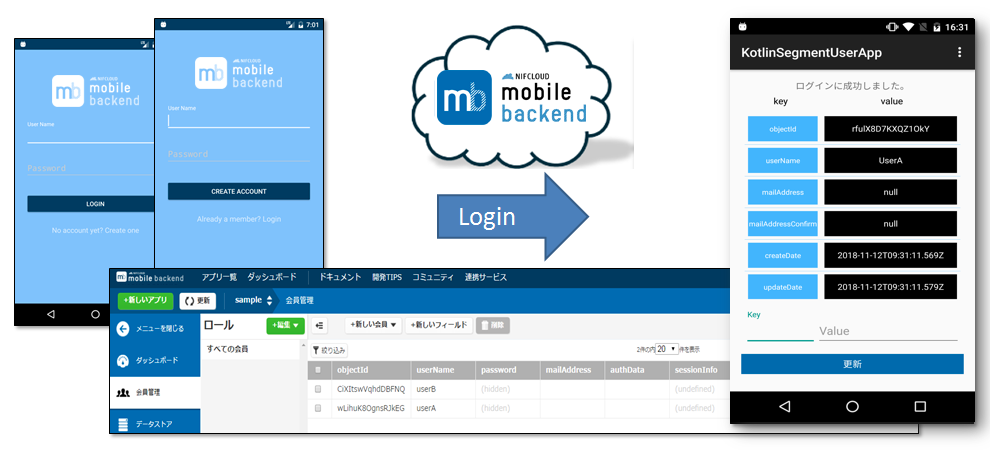 NIFCLOUD
mobile
backend
User Name
Password
LOGIN
No account yet? Create one
7:01
NIFCLOUD
mobile
backend
User Name
Password
CREATE ACCOUNT
Already a member? Login
mb
NIFCLOUD
mobile
backend
Login
mb
NIFCLOUD
mobile backend
アプリ一覧 ダッシュボード ドキュメント 開発TIPS コミュニティ 連携サービス
+新しいアプリ 更新 sample 会員管理
メニューを閉じる
ダッシュボード
会員管理
データストア
ロール +編集 ▼
すべての会員
+新しい会員 ▼ +新しいフィールド 削除
絞り込み 2件の内 20 ▼ 件を表示
objectId userName password mailAddress authData sessionInfo
CiXItswVqhdDBFNQ userB (hidden) (undefined)
wLihuK8OgnsRJkEG userA (hidden) (undefined)
16:31
KotlinSegmentUserApp
ログインに成功しました。
key value
objectId rfulX8D7KXQZ1OkY
userName UserA
mailAddress null
mailAddressConfirm null
createDate 2018-11-12T09:31:11.569Z
updateDate 2018-11-12T09:31:11.579Z
Key
Value
更新